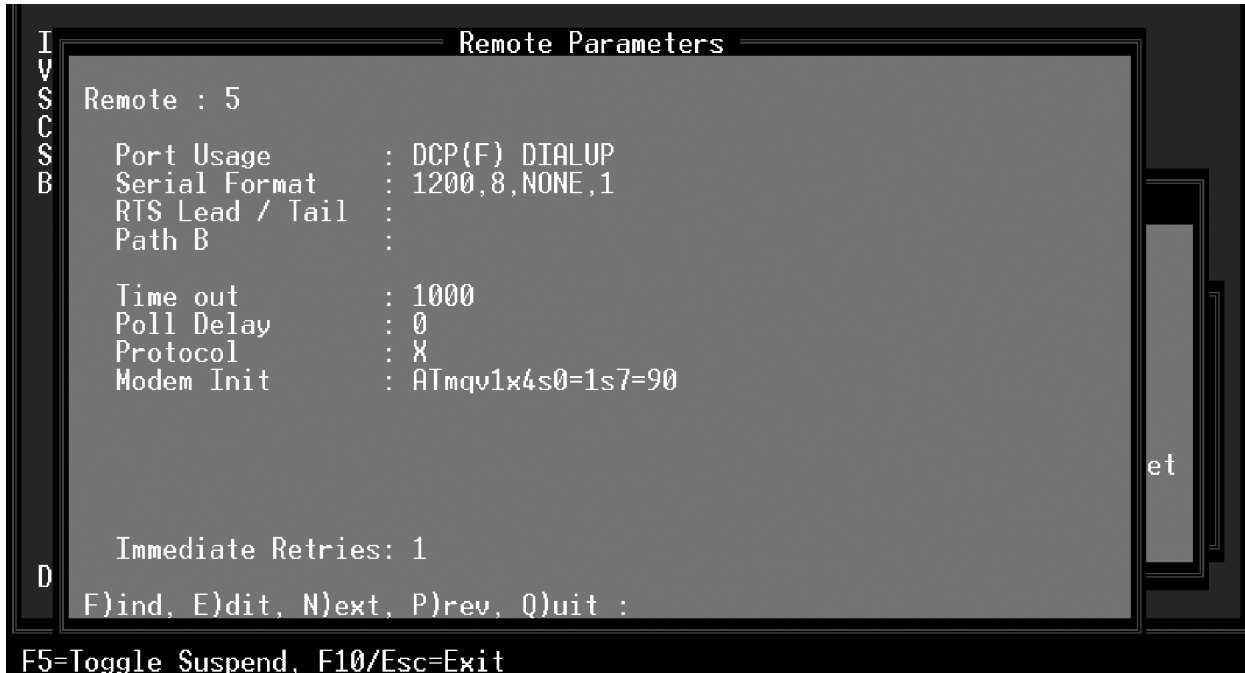 Remote Parameters
I
V
S
C
S
B
D
Remote : 5
Port Usage : DCP(F) DIALUP
Serial Format : 1200,8,NONE,1
RTS Lead / Tail :
Path B :
Time out : 1000
Poll Delay : 0
Protocol : X
Modem Init : ATmqv1x4s0=1s7=90
et
Immediate Retries: 1
F)ind, E)dit, N)ext, P)rev, Q)uit :
F5=Toggle Suspend, F10/Esc=Exit